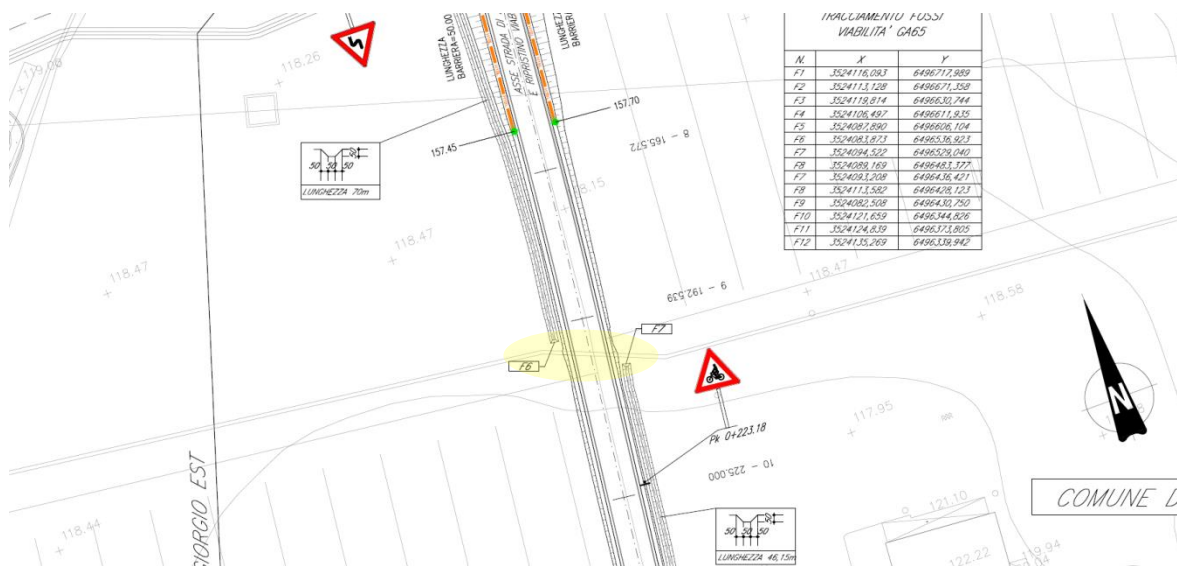 TRACCIAMENTO FOSSI
VIABILITA' GA65
N. X Y
F1 3524116,093 6496717,989
F2 3524113,128 6496671,358
F3 3524119,814 6496630,744
F4 3524106,497 6496611,935
F5 3524087,890 6496606,104
F6 3524083,873 6496536,923
F7 3524094,522 6496529,040
F8 3524089,169 6496483,377
F7 3524093,208 6496436,421
F8 3524113,582 6496428,123
F9 3524082,508 6496430,750
F10 3524121,659 6496344,826
F11 3524124,839 6496373,805
F12 3524135,269 6496339,942
119.06
118.26
LUNGHEZZA
BARRIERA=50.00
ASSE STRADA DI
E RIPRISTINO VIAB
LUNGHEZZA
BARRIER
157.70
157.45
8 - 165.572
50 50 50
LUNGHEZZA 70m
118.15
118.47
118.47
118.47
9 - 192.539
118.58
F7
F6
Pk 0+223.18
117.95
N
10 - 225.000
GIORGIO EST
COMUNE D
118.44
121.10
50 50 50
LUNGHEZZA 46,15m
122.22
119.94